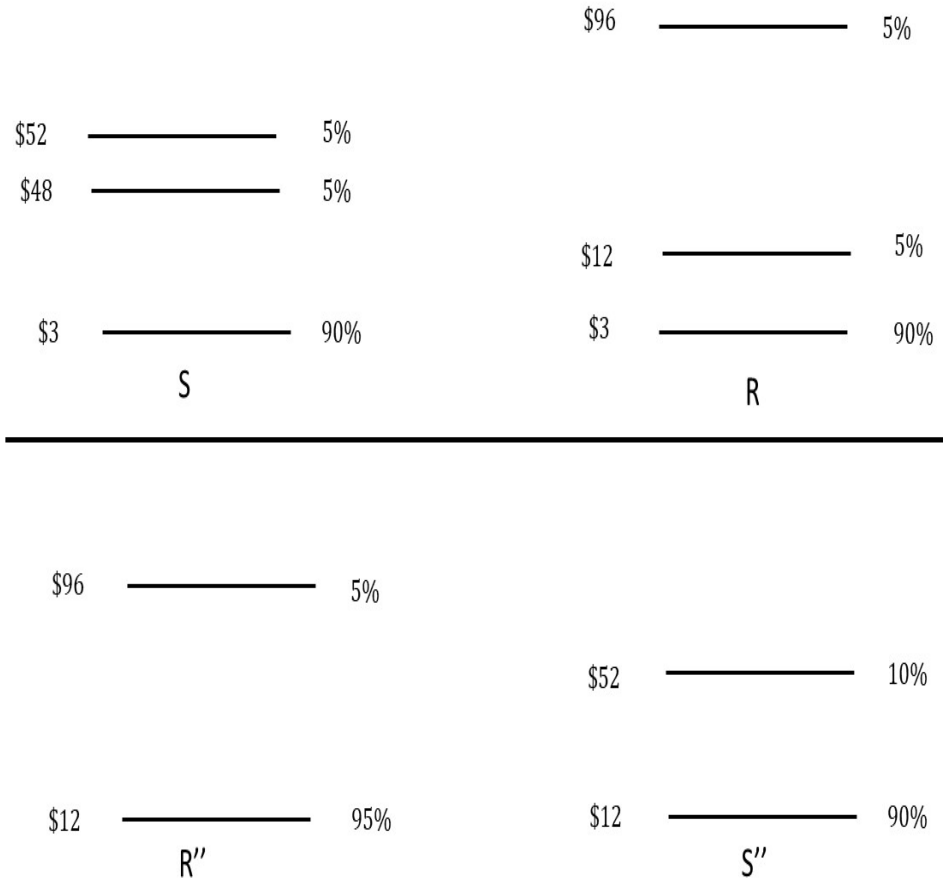 $96 5%
$52 5%
$48 5%
$12 5%
$3 90%
$3 90%
S
R
$96 5%
$52 10%
$12 95%
$12 90%
R′′
S′′